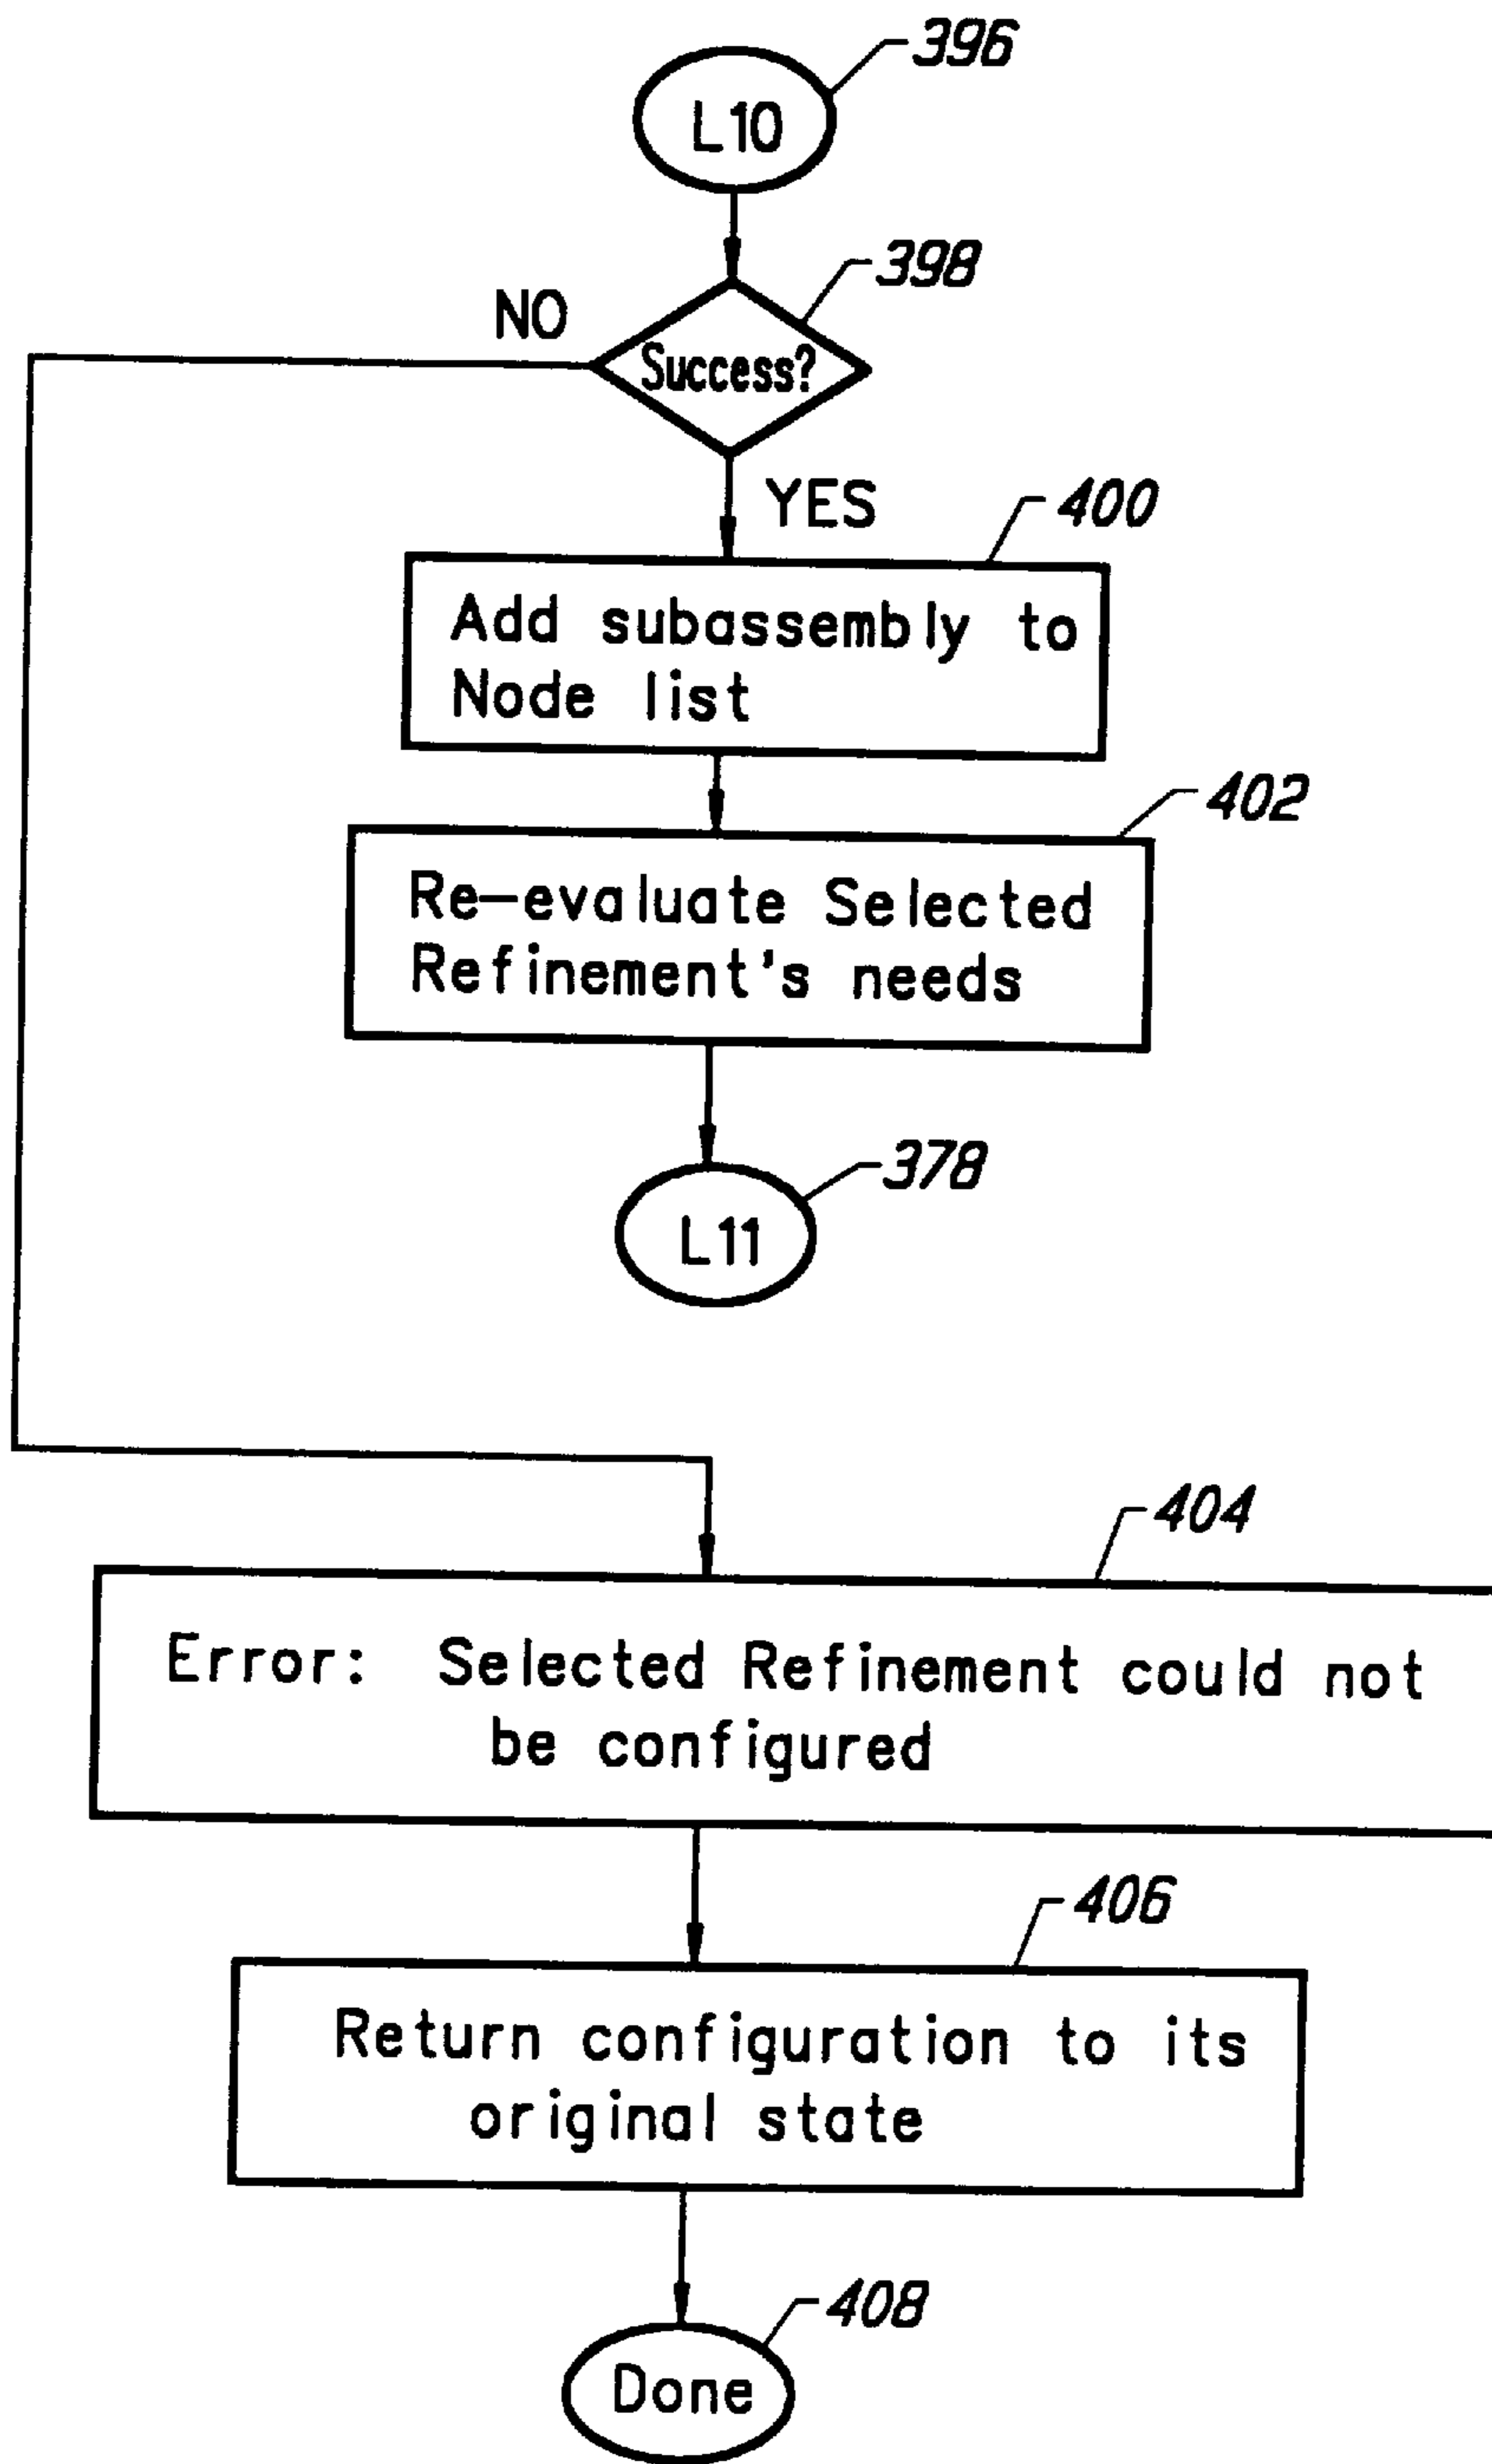 396
L10
398
NO
Success?
YES
400
Add subassembly to
Node list
402
Re-evaluate Selected
Refinement's needs
378
L11
404
Error: Selected Refinement could not
be configured
406
Return configuration to its
original state
408
Done